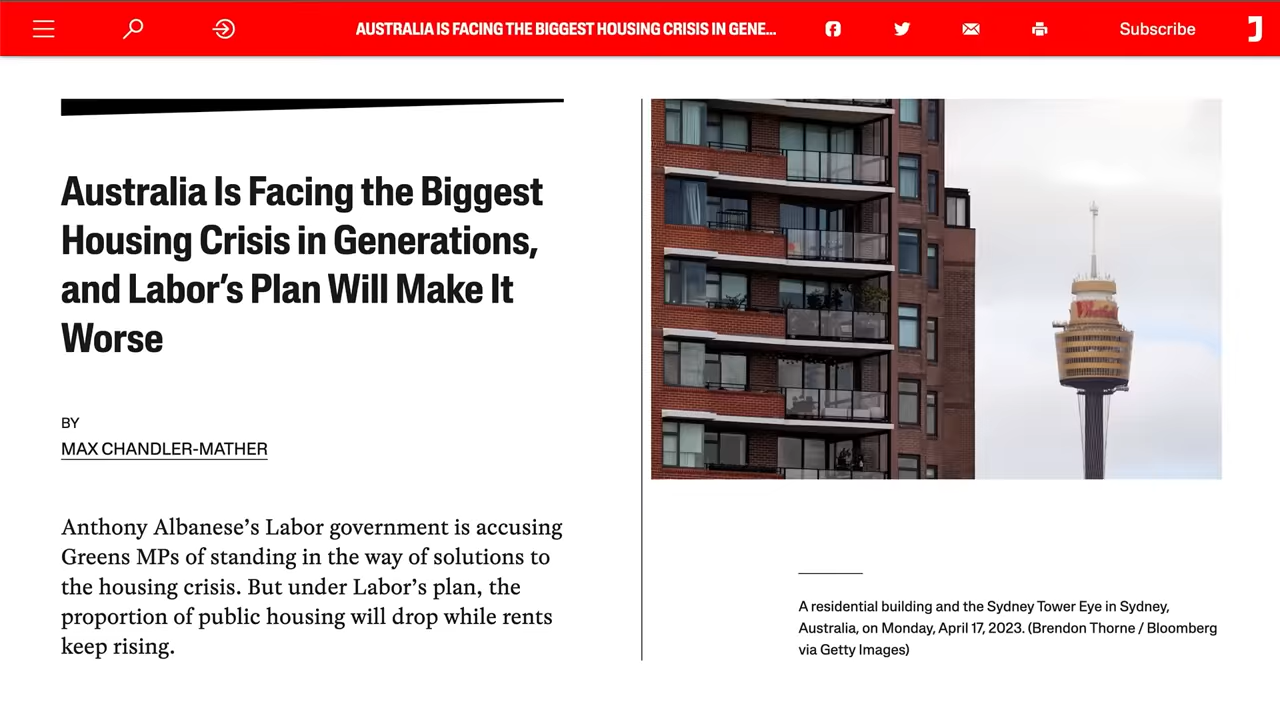 AUSTRALIA IS FACING THE BIGGEST HOUSING CRISIS IN GENE...
Subscribe
J
Australia Is Facing the Biggest
Housing Crisis in Generations,
and Labor’s Plan Will Make It
Worse
BY
MAX CHANDLER-MATHER
Anthony Albanese’s Labor government is accusing
Greens MPs of standing in the way of solutions to
the housing crisis. But under Labor’s plan, the
proportion of public housing will drop while rents
keep rising.
Westfield
A residential building and the Sydney Tower Eye in Sydney,
Australia, on Monday, April 17, 2023. (Brendon Thorne / Bloomberg
via Getty Images)